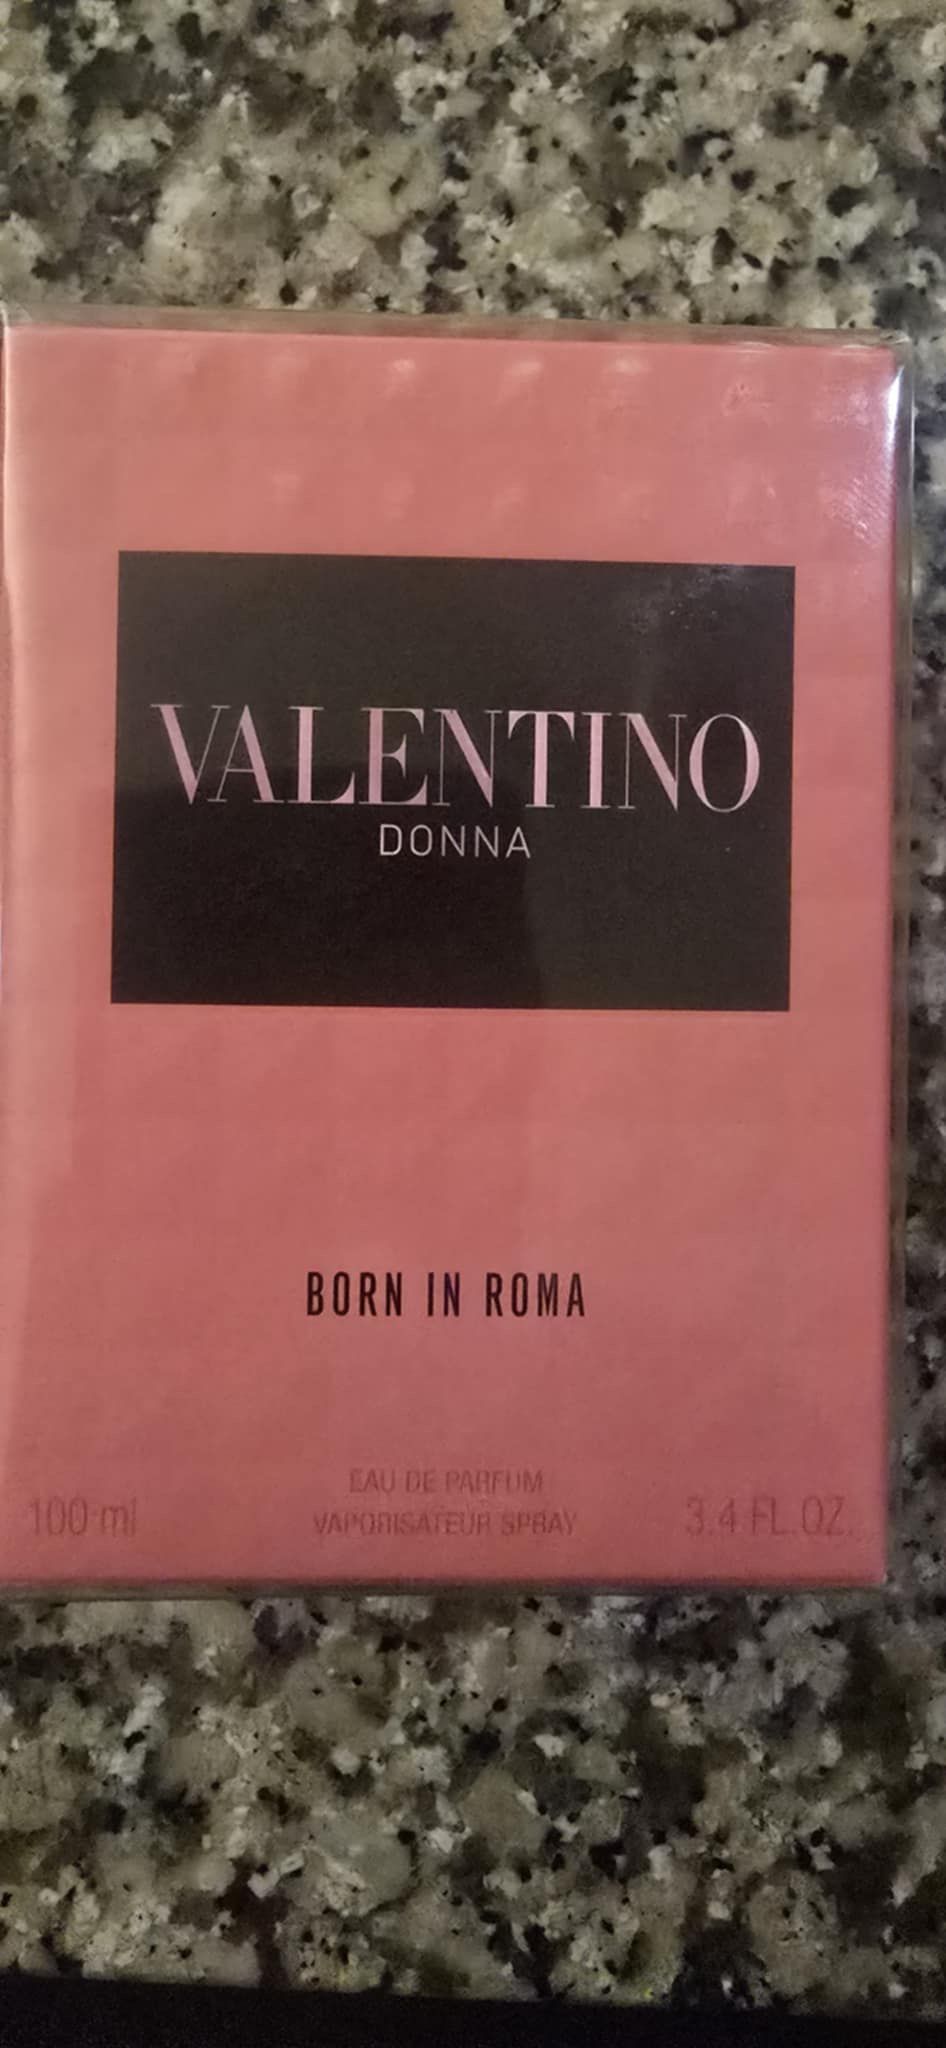 VALENTINO
DONNA
BORN IN ROMA
EAU DE PARFUM
100 ml VAPORISATEUR SPRAY 3.4 FL.OZ.